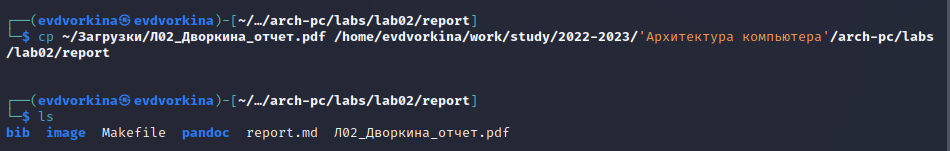 ┌──(evdvorkina㉿evdvorkina)-[~/…/arch-pc/labs/lab02/report]
└─$ cp ~/Загрузки/Л02_Дворкина_отчет.pdf /home/evdvorkina/work/study/2022-2023/'Архитектура компьютера'/arch-pc/labs
/lab02/report
┌──(evdvorkina㉿evdvorkina)-[~/…/arch-pc/labs/lab02/report]
└─$ ls
bib  image  Makefile  pandoc  report.md  Л02_Дворкина_отчет.pdf